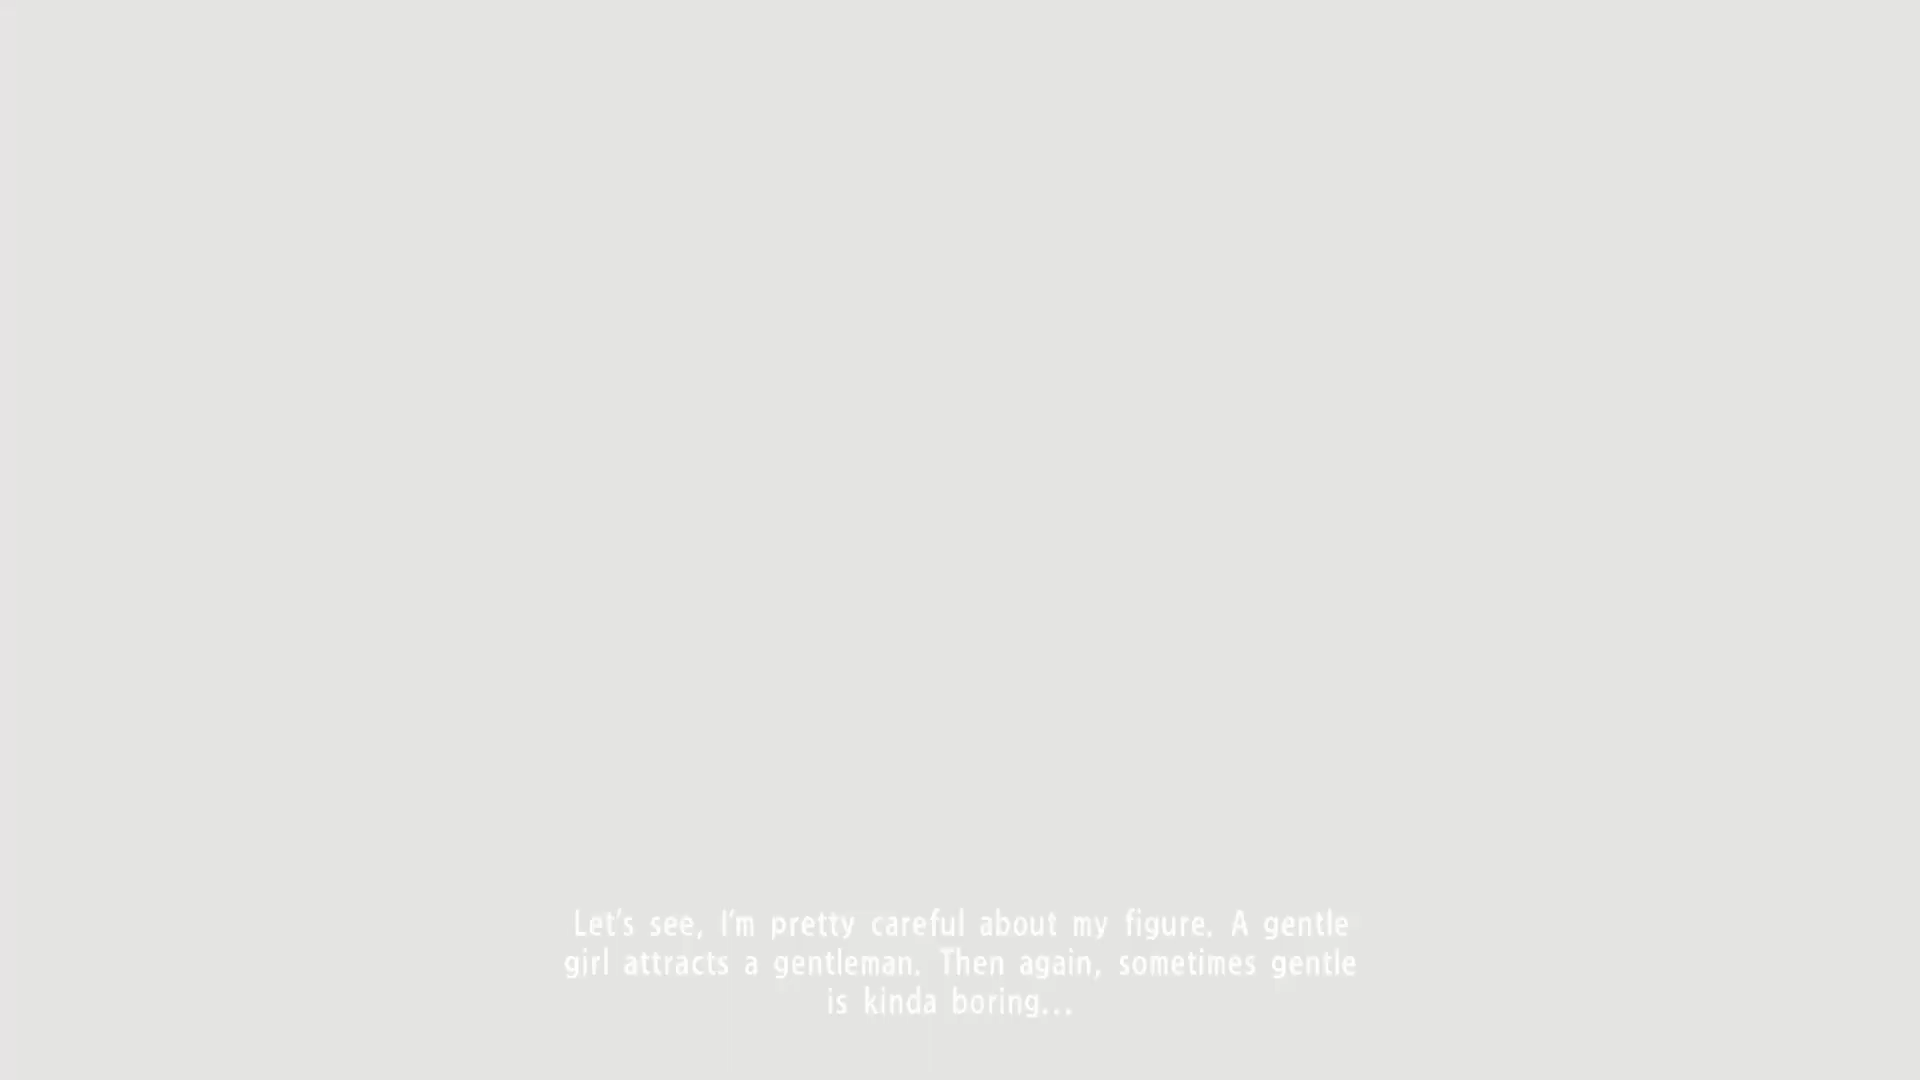 Let's see, I'm pretty careful about my figure. A gentle
girl attracts a gentleman. Then again, sometimes gentle
is kinda boring...